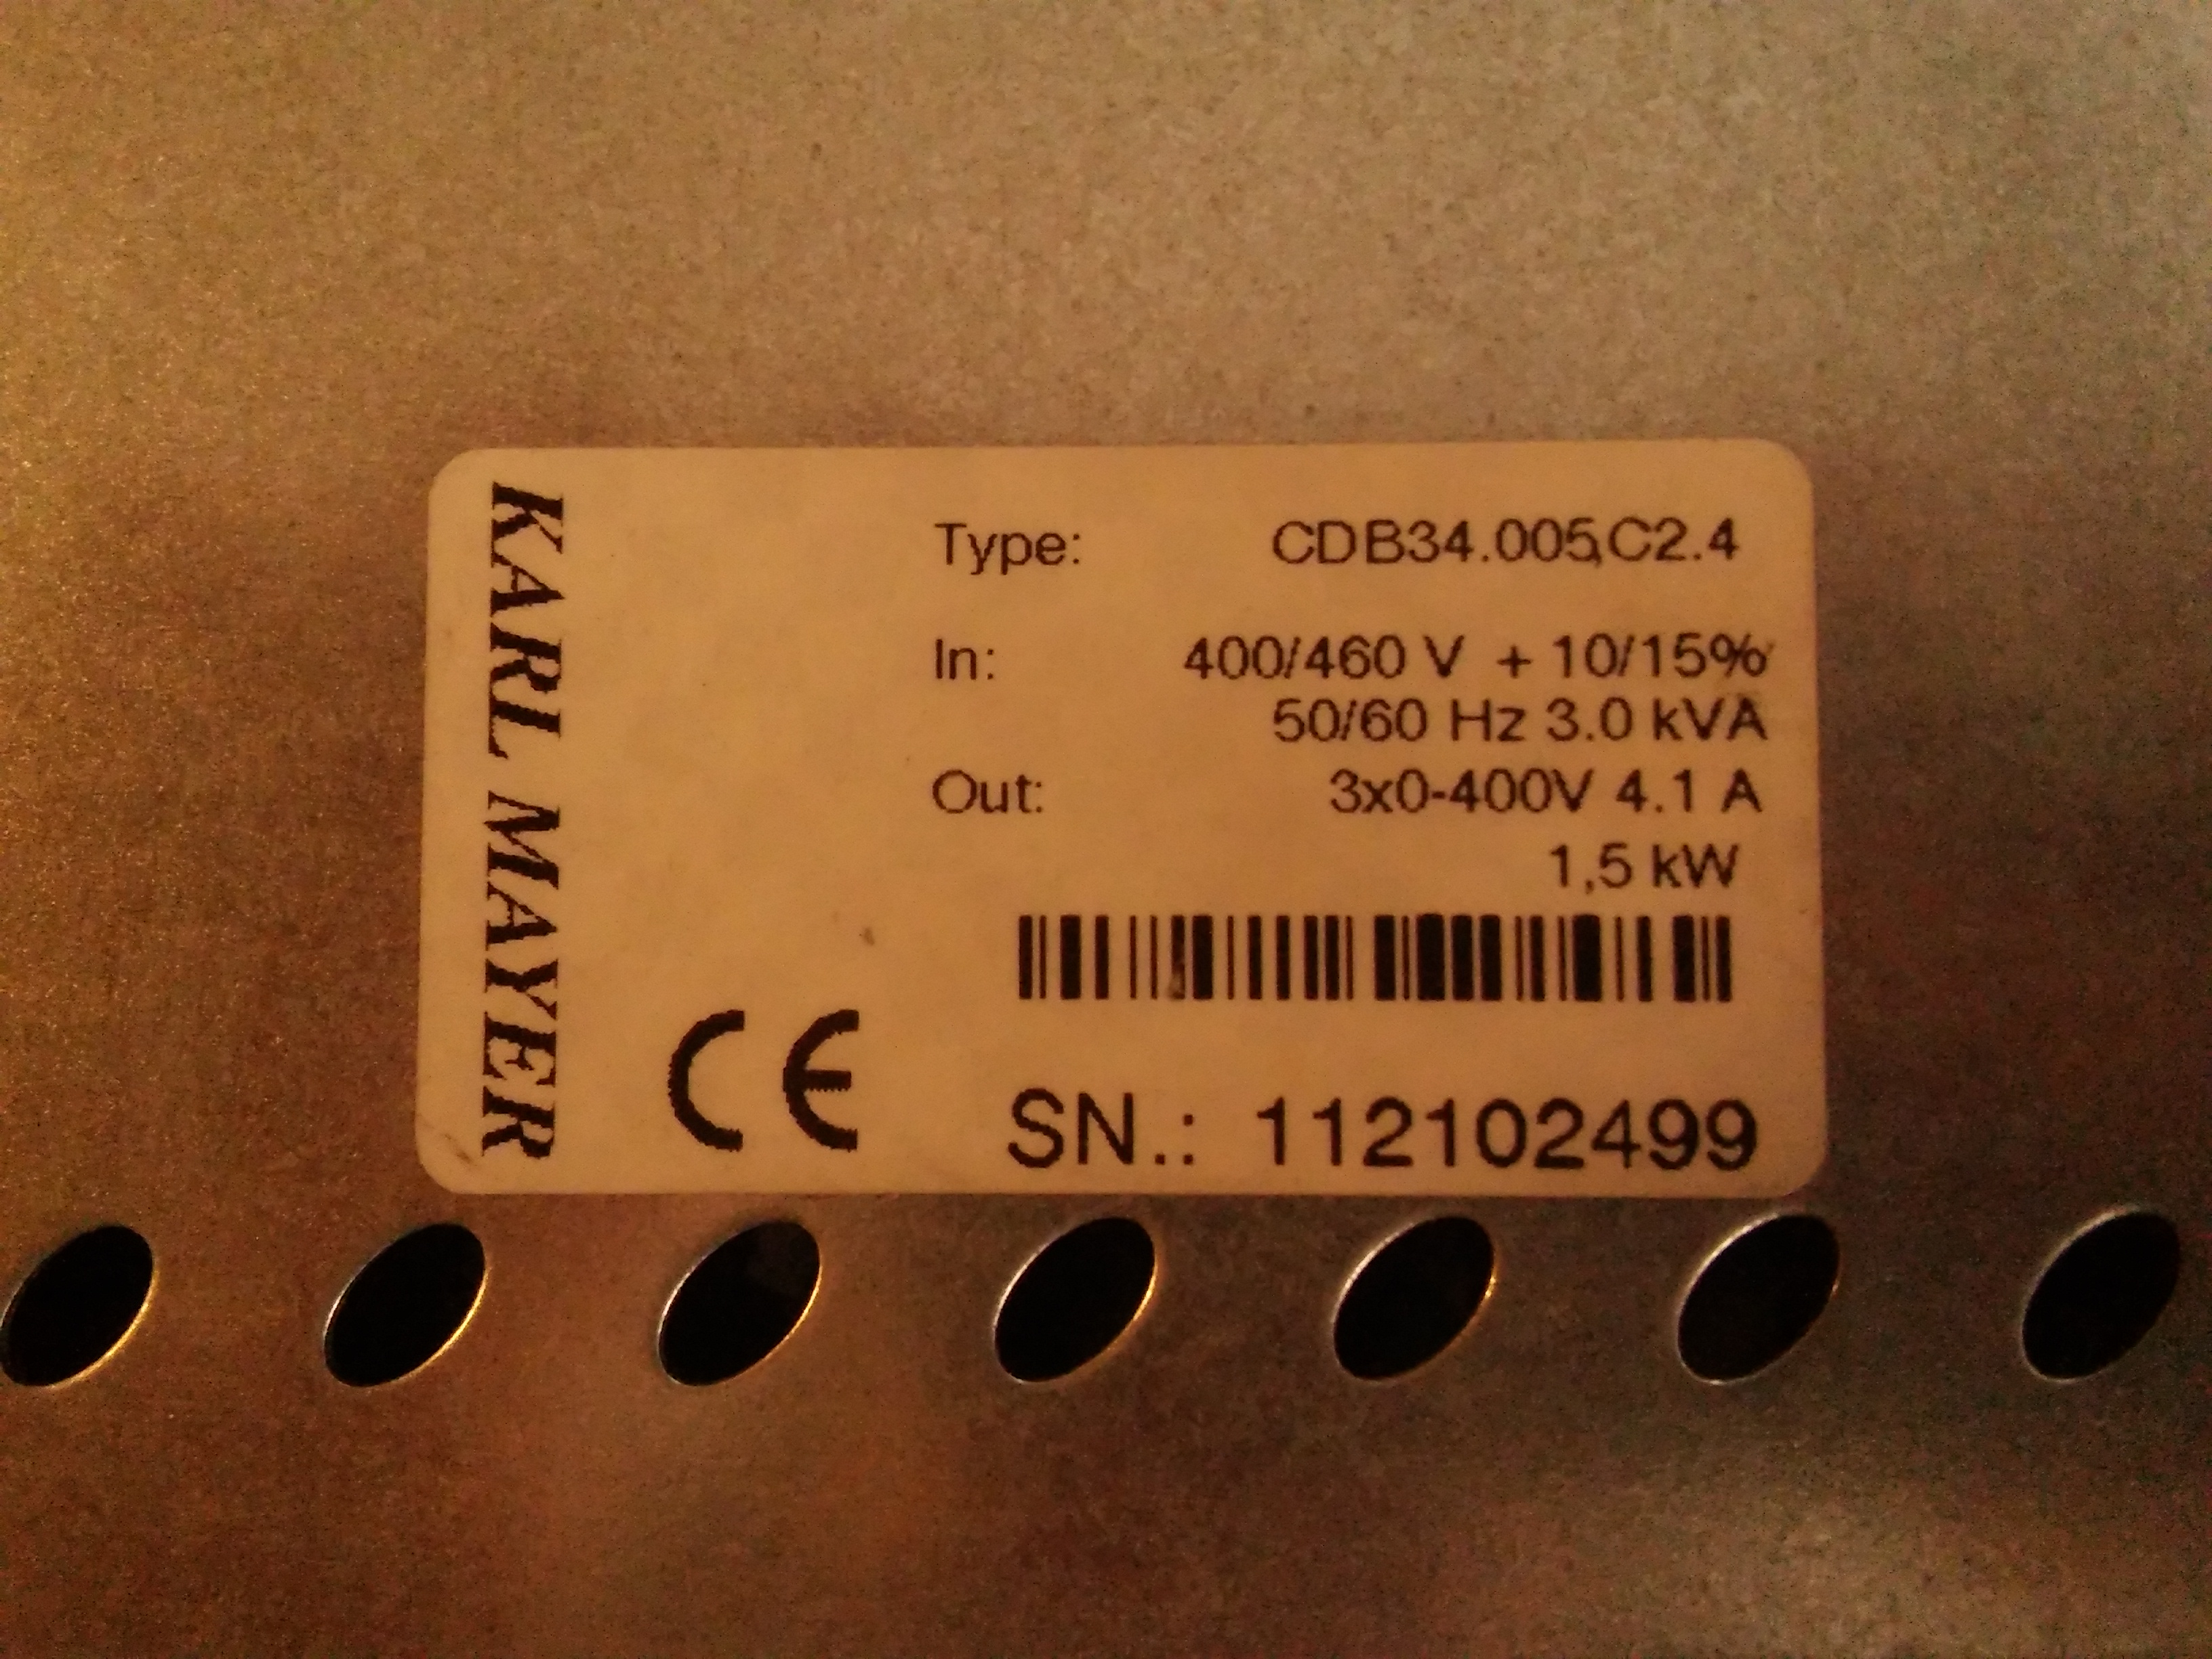 KARL MAYER
Type: CDB34.005,C2.4
In: 400/460 V + 10/15%
50/60 Hz 3.0 kVA
Out: 3x0-400V 4.1 A
1,5 kW
CE
SN.: 112102499